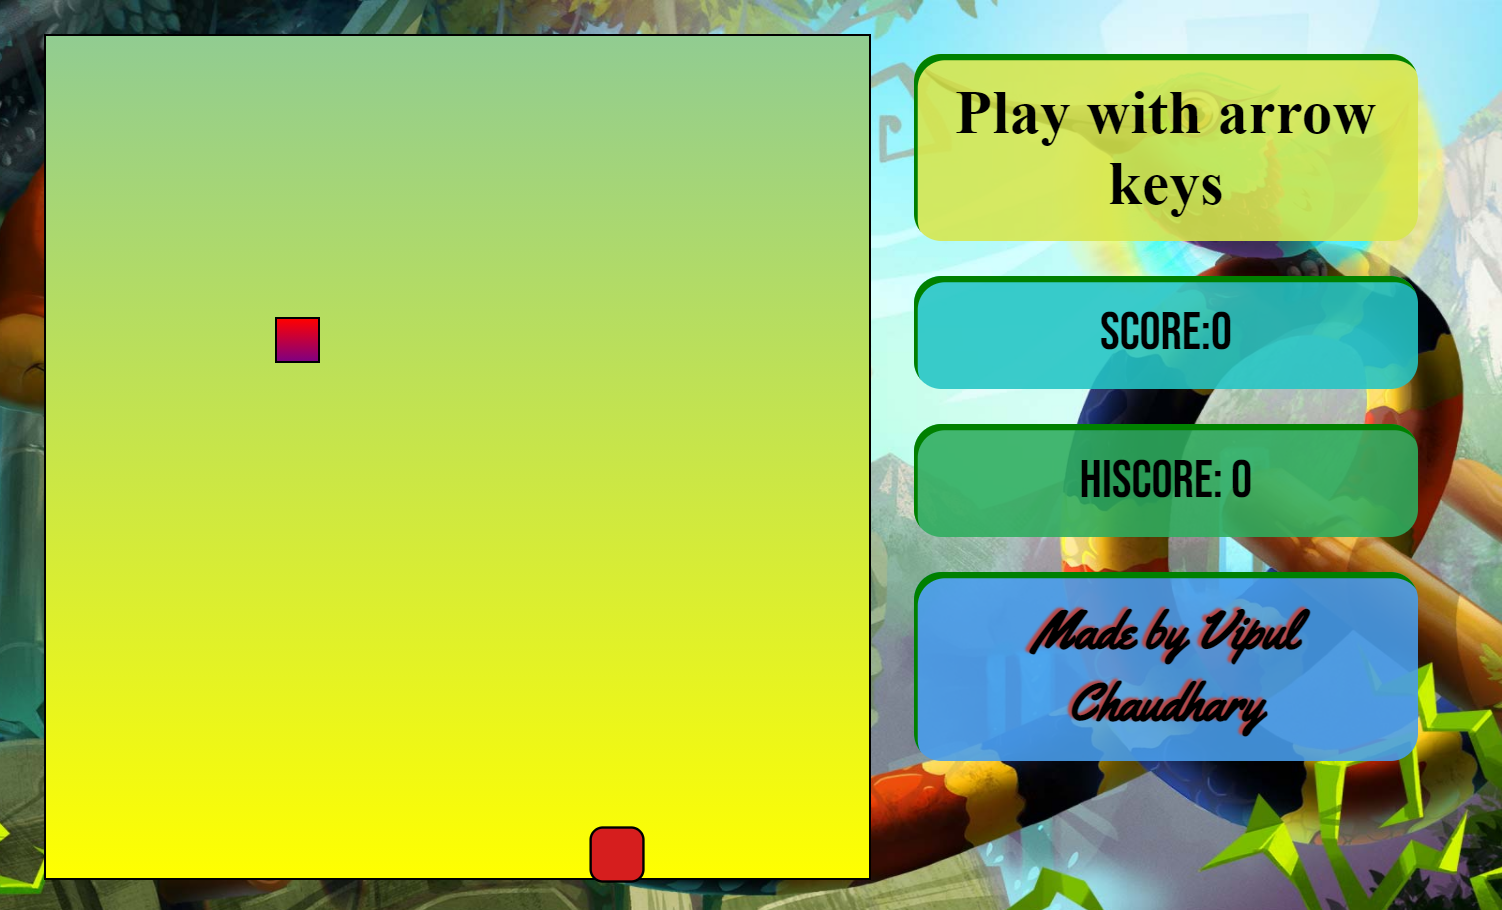 Play with arrow
keys
SCORE:0
HISCORE: 0
Made by Vipul
Chaudhary